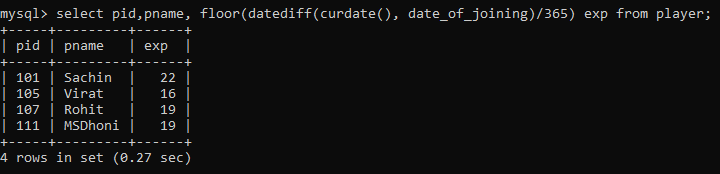 mysql> select pid,pname, floor(datediff(curdate(), date_of_joining)/365) exp from player;
+-----+---------+------+
| pid | pname   | exp  |
+-----+---------+------+
| 101 | Sachin  |   22 |
| 105 | Virat   |   16 |
| 107 | Rohit   |   19 |
| 111 | MSDhoni |   19 |
+-----+---------+------+
4 rows in set (0.27 sec)